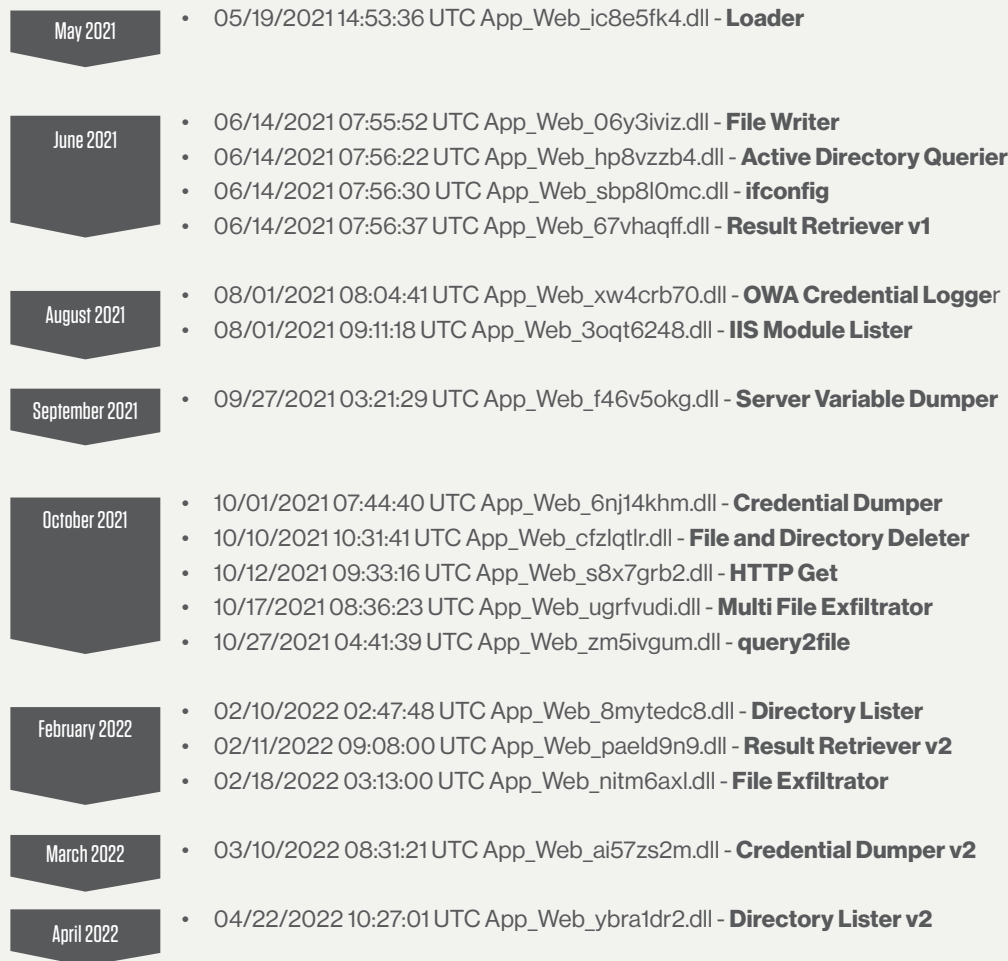 May 2021
• 05/19/2021 14:53:36 UTC App_Web_ic8e5fk4.dll - Loader
June 2021
• 06/14/2021 07:55:52 UTC App_Web_06y3iviz.dll - File Writer
• 06/14/2021 07:56:22 UTC App_Web_hp8vzzb4.dll - Active Directory Querier
• 06/14/2021 07:56:30 UTC App_Web_sbp8l0mc.dll - ifconfig
• 06/14/2021 07:56:37 UTC App_Web_67vhaqff.dll - Result Retriever v1
August 2021
• 08/01/2021 08:04:41 UTC App_Web_xw4crb70.dll - OWA Credential Logger
• 08/01/2021 09:11:18 UTC App_Web_3oqt6248.dll - IIS Module Lister
September 2021
• 09/27/2021 03:21:29 UTC App_Web_f46v5okg.dll - Server Variable Dumper
October 2021
• 10/01/2021 07:44:40 UTC App_Web_6nj14khm.dll - Credential Dumper
• 10/10/2021 10:31:41 UTC App_Web_cfzlqtlr.dll - File and Directory Deleter
• 10/12/2021 09:33:16 UTC App_Web_s8x7grb2.dll - HTTP Get
• 10/17/2021 08:36:23 UTC App_Web_ugrfvudi.dll - Multi File Exfiltrator
• 10/27/2021 04:41:39 UTC App_Web_zm5ivgum.dll - query2file
February 2022
• 02/10/2022 02:47:48 UTC App_Web_8mytedc8.dll - Directory Lister
• 02/11/2022 09:08:00 UTC App_Web_paeld9n9.dll - Result Retriever v2
• 02/18/2022 03:13:00 UTC App_Web_nitm6axl.dll - File Exfiltrator
March 2022
• 03/10/2022 08:31:21 UTC App_Web_ai57zs2m.dll - Credential Dumper v2
April 2022
• 04/22/2022 10:27:01 UTC App_Web_ybra1dr2.dll - Directory Lister v2